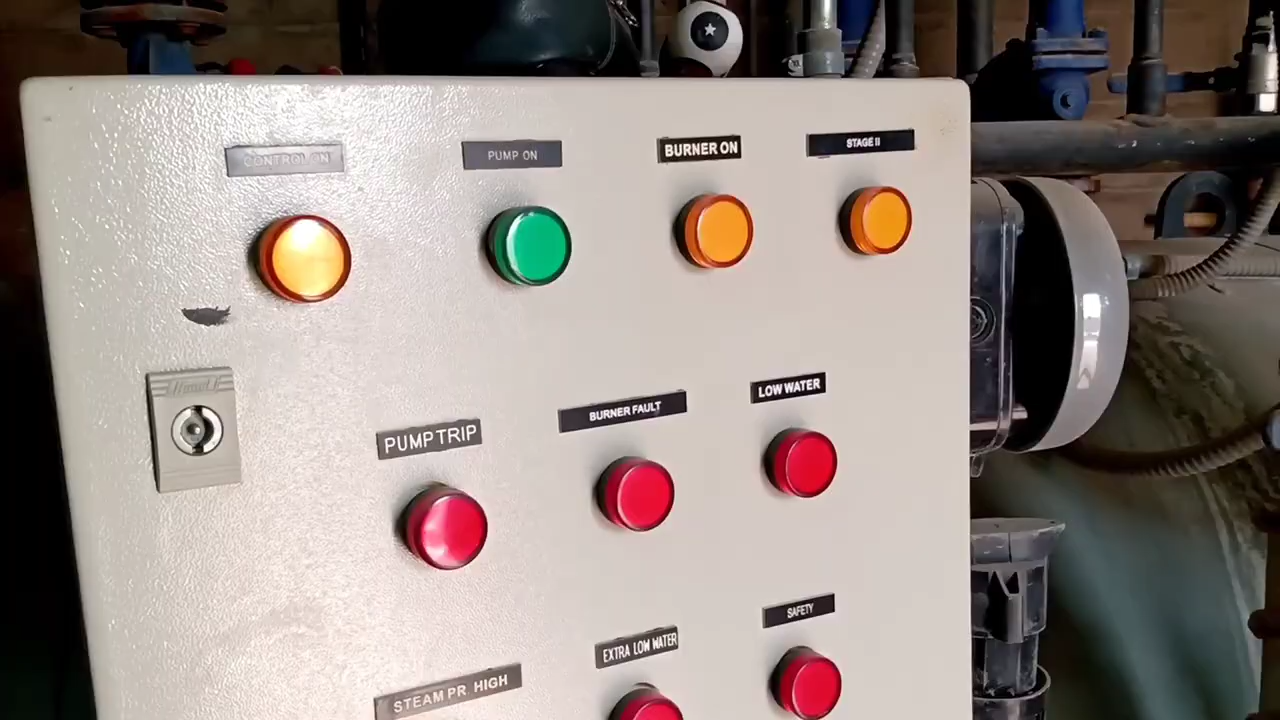 CONTROL ON
PUMP ON
BURNER ON
STAGE II
PUMP TRIP
BURNER FAULT
LOW WATER
STEAM PR. HIGH
EXTRA LOW WATER
SAFETY